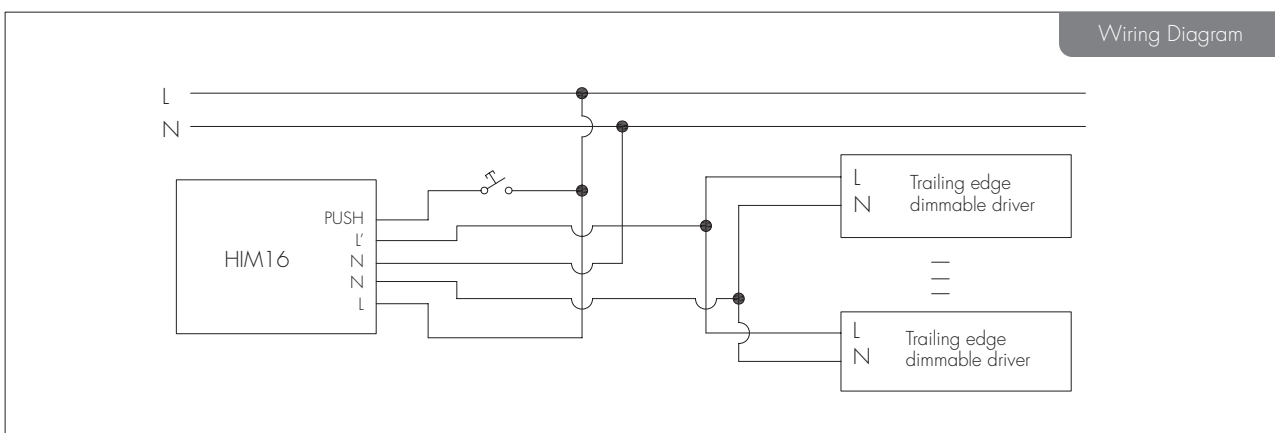 Wiring Diagram
L
N
HIM16
PUSH
L'
N
N
L
L
N
Trailing edge
dimmable driver
L
N
Trailing edge
dimmable driver